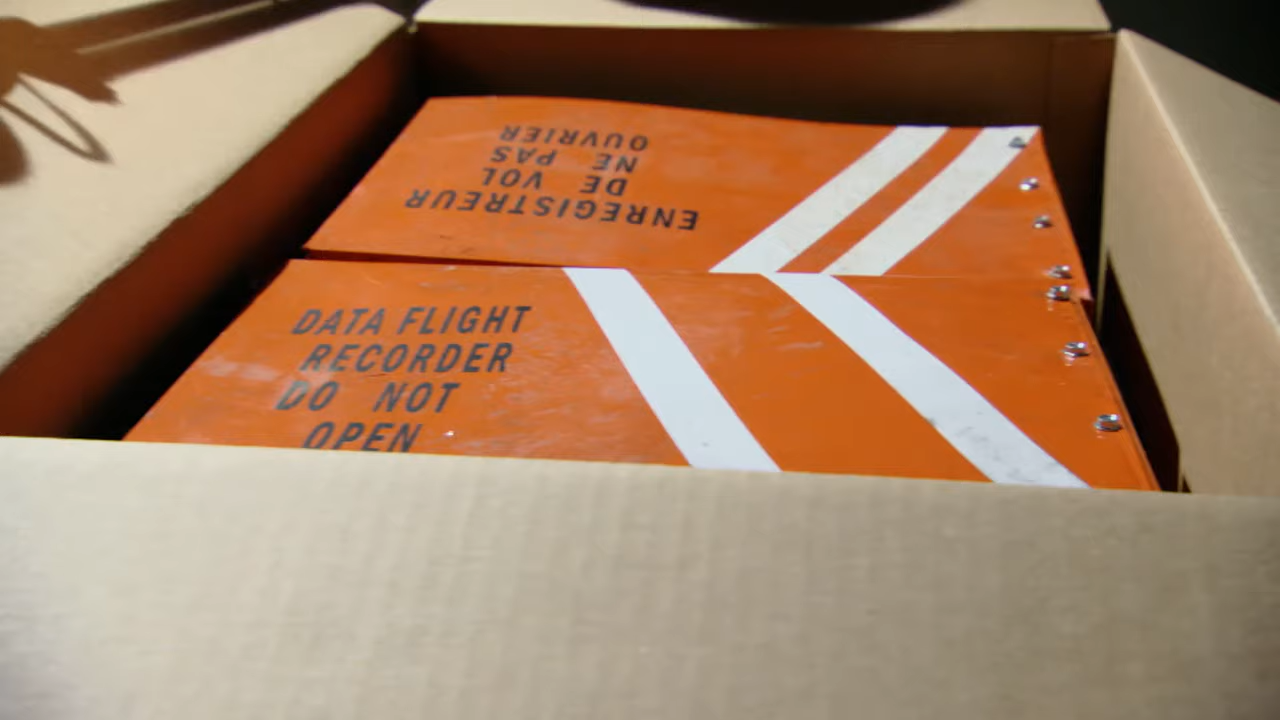 ENREGISTREUR
DE VOL
NE PAS
OUVRIER
DATA FLIGHT
RECORDER
DO NOT
OPEN